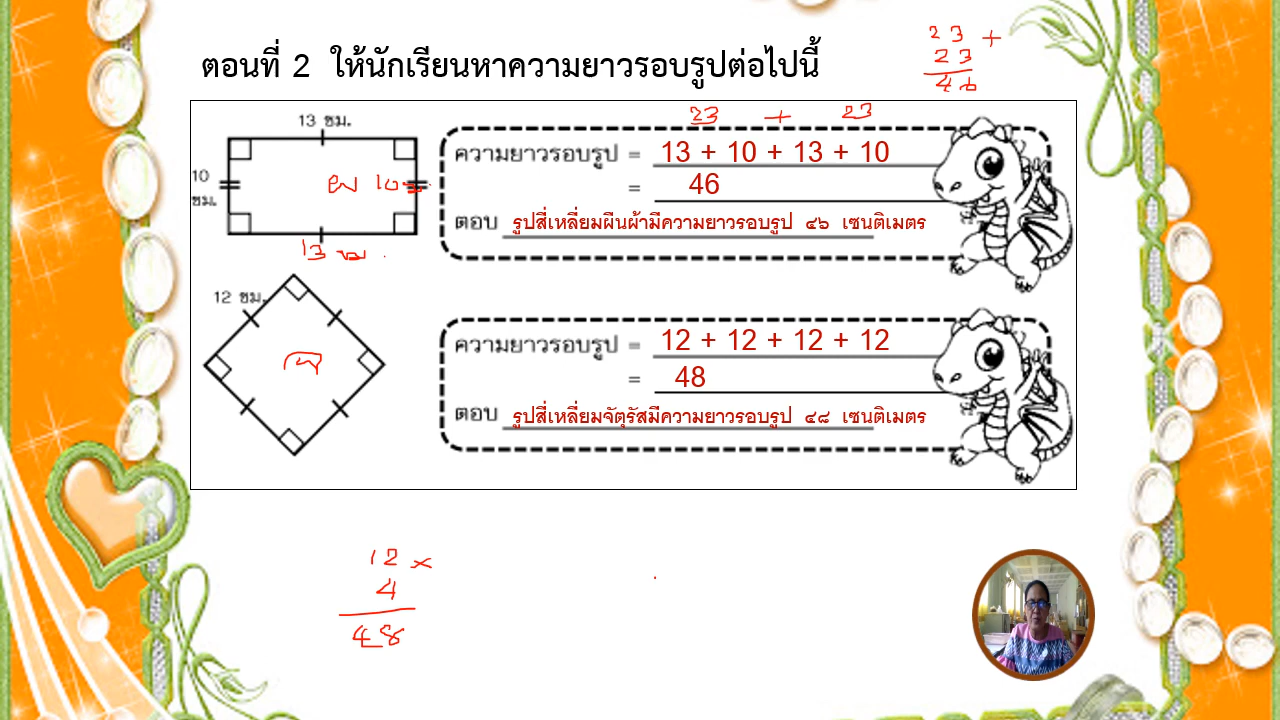 ตอนที่ 2 ให้นักเรียนหาความยาวรอบรูปต่อไปนี้
23 +
23
46
13 ซม.
10
ซม.
10
13 ซม.
23 + 23
ความยาวรอบรูป = 13 + 10 + 13 + 10
= 46
ตอบ รูปสี่เหลี่ยมผืนผ้ามีความยาวรอบรูป ๔๖ เซนติเมตร
12 ซม.
ความยาวรอบรูป = 12 + 12 + 12 + 12
= 48
ตอบ รูปสี่เหลี่ยมจัตุรัสมีความยาวรอบรูป ๔๘ เซนติเมตร
12 ×
4
48